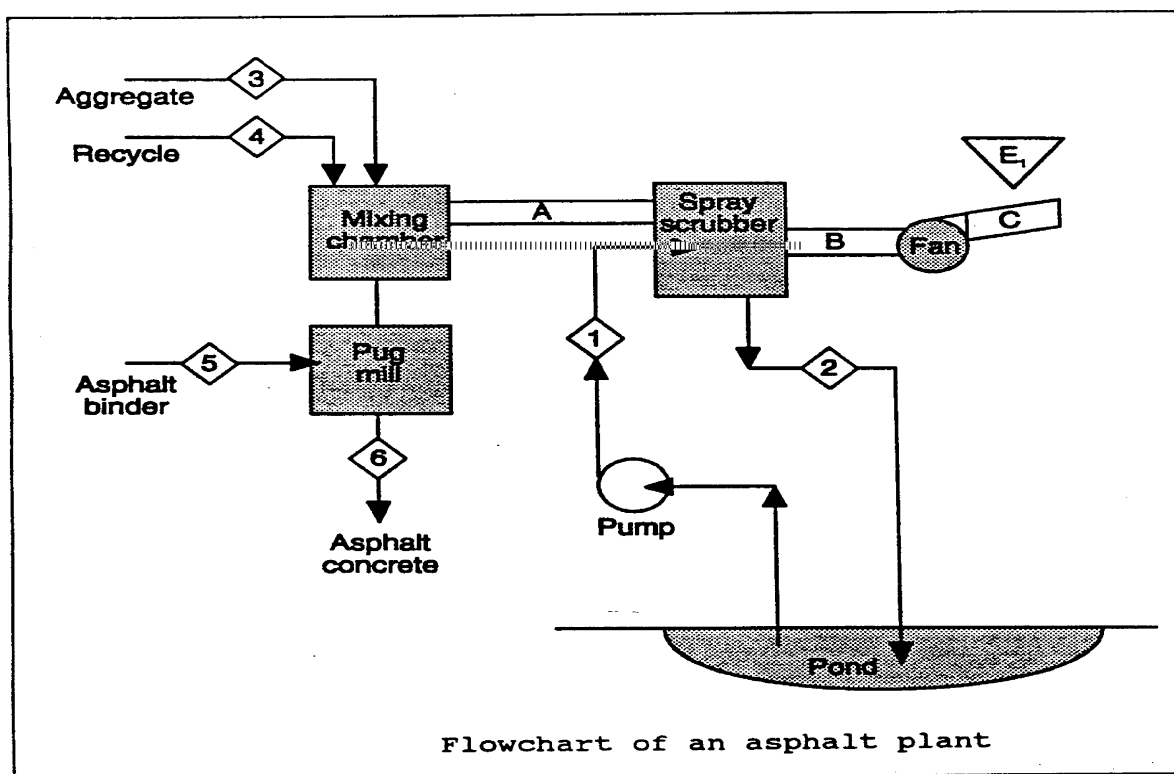 3
Aggregate
4
Recycle
Mixing
chamber
A
Spray
scrubber
B
Fan
C
E1
1
2
5
Asphalt
binder
Pug
mill
6
Asphalt
concrete
Pump
Pond
Flowchart of an asphalt plant